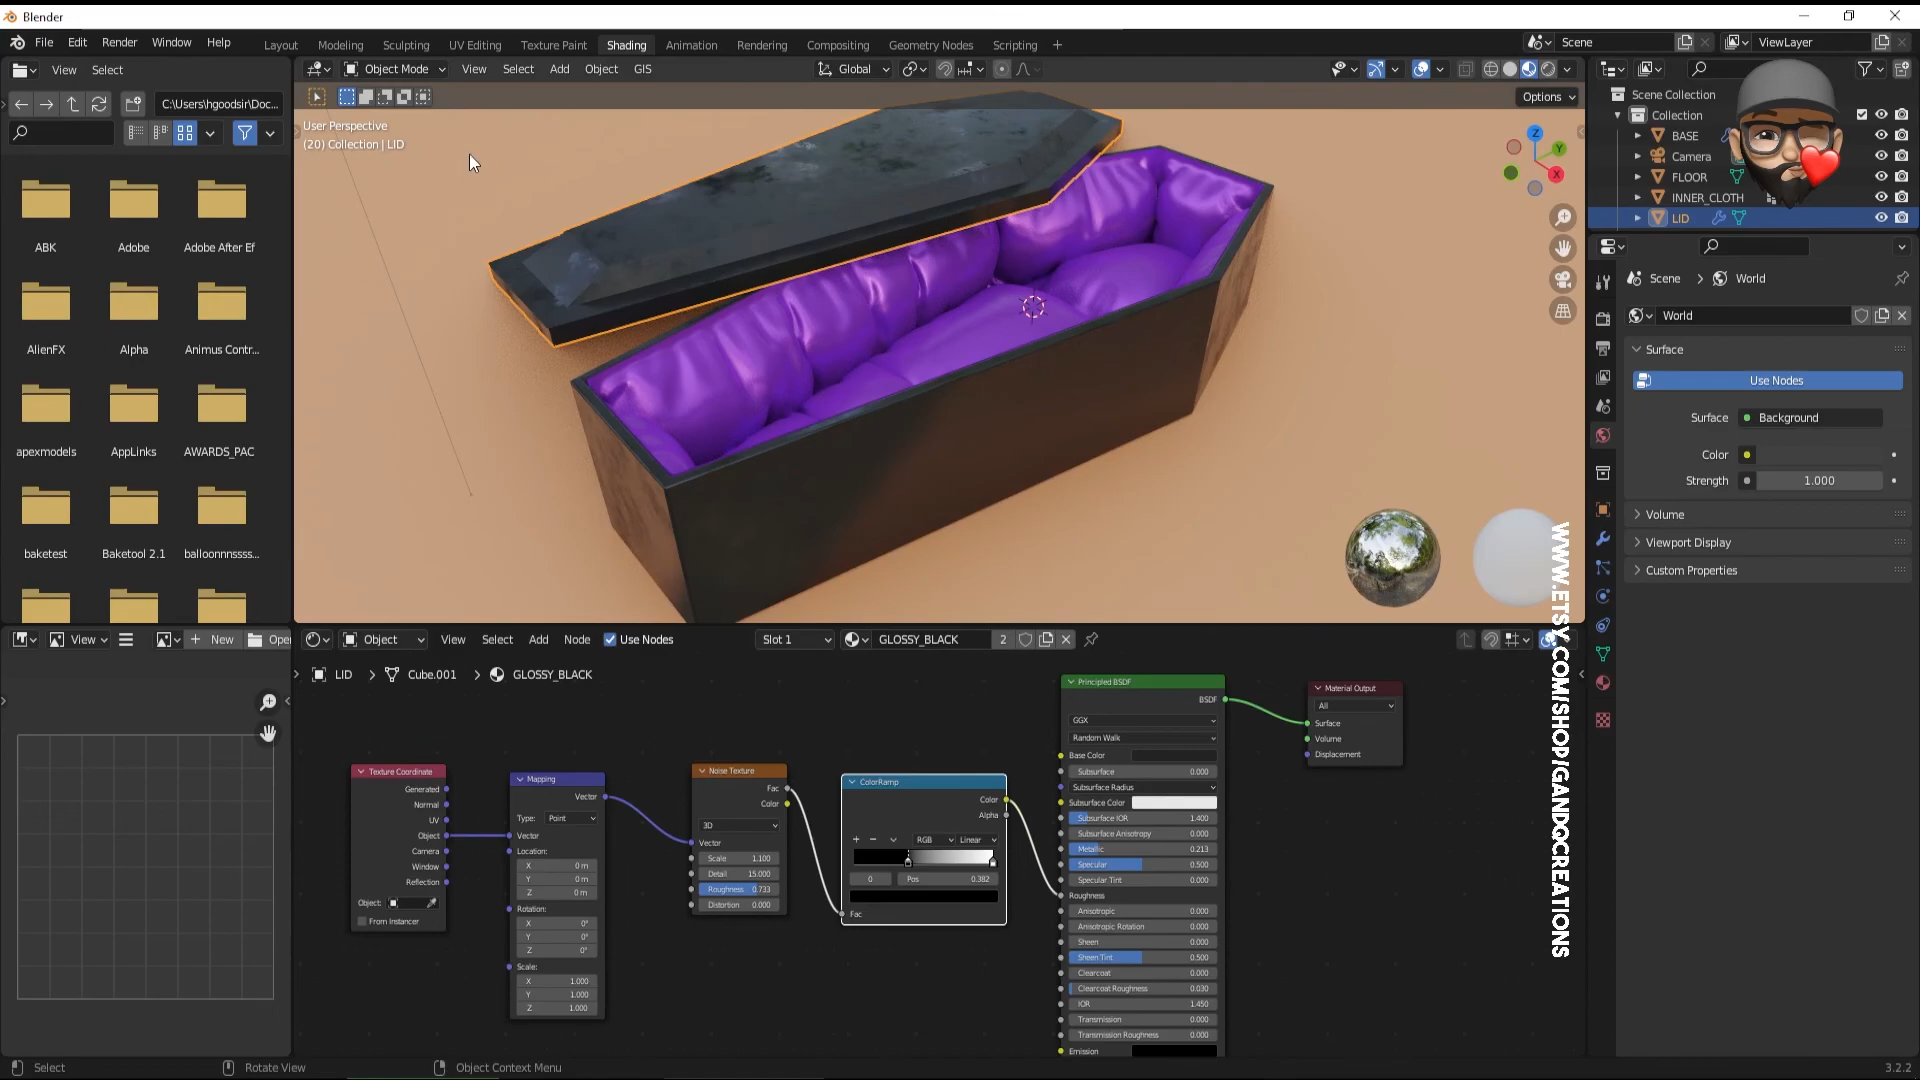 Blender
File Edit Render Window Help
Layout Modeling Sculpting UV Editing Texture Paint Shading Animation Rendering Compositing Geometry Nodes Scripting +
Scene
ViewLayer
View Select
Object Mode View Select Add Object GIS
Global
C:\Users\hgoodsir\Doc...
Options
User Perspective
(20) Collection | LID
Z
Y
X
ABK Adobe Adobe After Ef
AlienFX Alpha Animus Contr...
apexmodels AppLinks AWARDS_PAC
baketest Baketool 2.1 balloonnnssss...
Scene Collection
Collection
BASE
Camera
FLOOR
INNER_CLOTH
LID
Scene > World
World
Surface
Use Nodes
Surface Background
Color
Strength 1.000
Volume
Viewport Display
Custom Properties
WWW.ETSY.COM/SHOP/GANDQCREATIONS
View New Open
Object View Select Add Node Use Nodes Slot 1 GLOSSY_BLACK 2
LID > Cube.001 > GLOSSY_BLACK
Texture Coordinate
Generated
Normal
UV
Object
Camera
Window
Reflection
Object:
From Instancer
Mapping
Vector
Type: Point
Vector
Location:
X 0 m
Y 0 m
Z 0 m
Rotation:
X 0°
Y 0°
Z 0°
Scale:
X 1.000
Y 1.000
Z 1.000
Noise Texture
Fac
Color
3D
Vector
Scale 1.100
Detail 15.000
Roughness 0.733
Distortion 0.000
ColorRamp
Color
Alpha
RGB Linear
0 Pos 0.382
Fac
Principled BSDF
BSDF
GGX
Random Walk
Base Color
Subsurface 0.000
Subsurface Radius
Subsurface Color
Subsurface IOR 1.400
Subsurface Anisotropy 0.000
Metallic 0.213
Specular 0.500
Specular Tint 0.000
Roughness
Anisotropic 0.000
Anisotropic Rotation 0.000
Sheen 0.000
Sheen Tint 0.500
Clearcoat 0.000
Clearcoat Roughness 0.030
IOR 1.450
Transmission 0.000
Transmission Roughness 0.000
Emission
Material Output
All
Surface
Volume
Displacement
Select Rotate View Object Context Menu
3.2.2